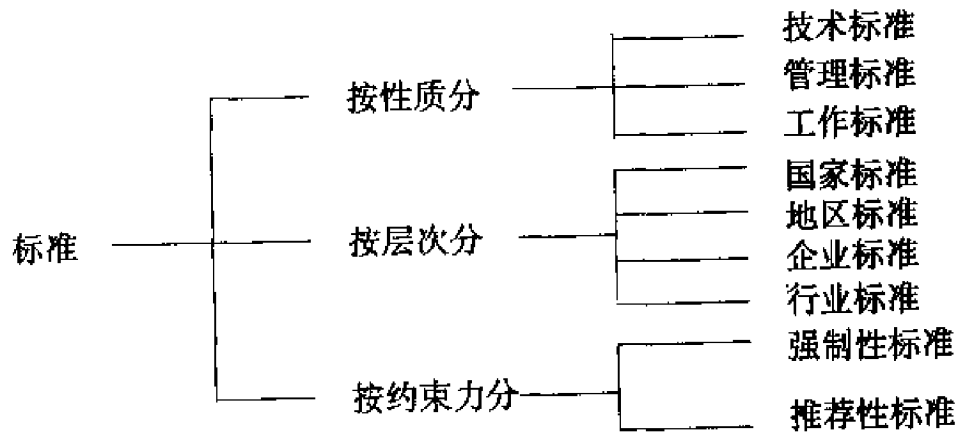 标准
按性质分
技术标准
管理标准
工作标准
按层次分
国家标准
地区标准
企业标准
行业标准
按约束力分
强制性标准
推荐性标准